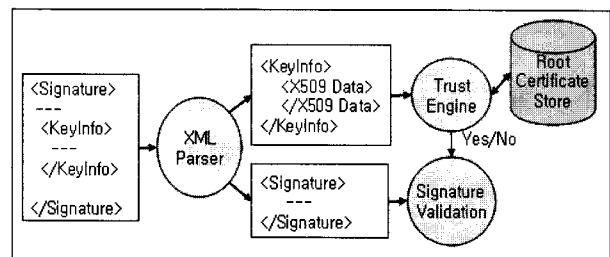 <Signature>
---
<KeyInfo>
---
</KeyInfo>
</Signature>
XML
Parser
<KeyInfo>
<X509 Data>
</X509 Data>
</KeyInfo>
<Signature>
---
</Signature>
Trust
Engine
Yes/No
Signature
Validation
Root
Certificate
Store